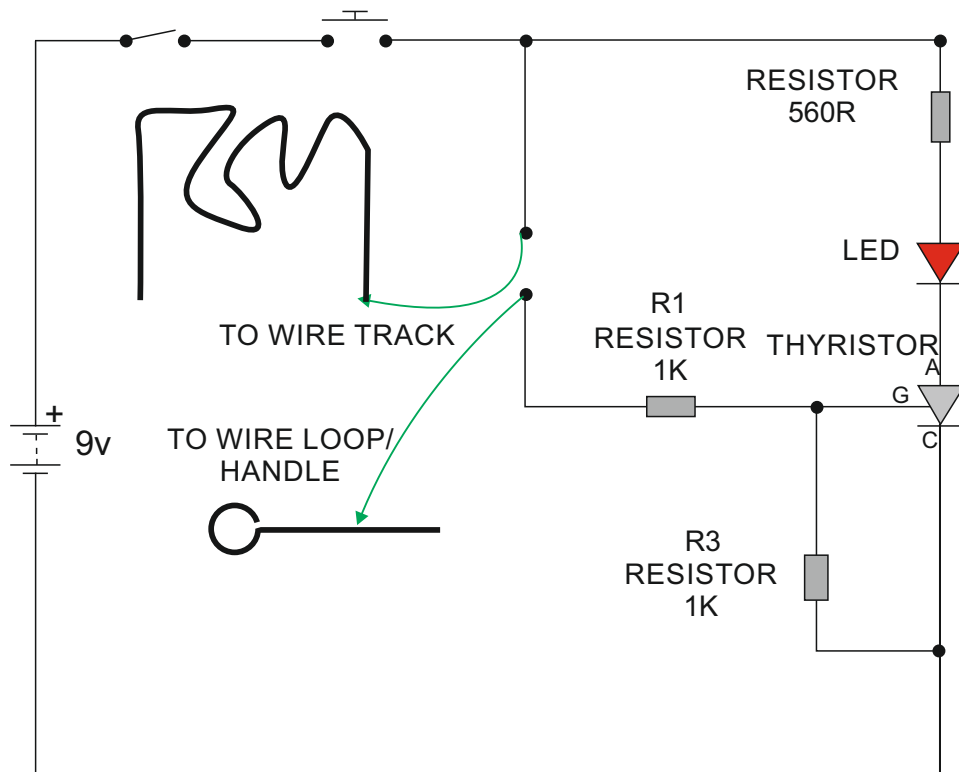 RESISTOR
560R
LED
TO WIRE TRACK
R1
RESISTOR
1K
THYRISTOR
A
G
C
+
9v
TO WIRE LOOP/
HANDLE
R3
RESISTOR
1K